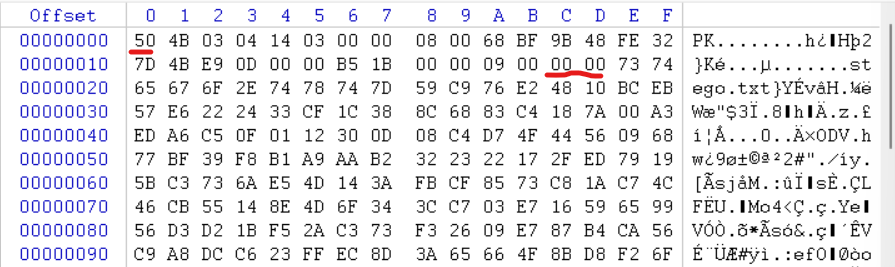 Offset 0 1 2 3 4 5 6 7 8 9 A B C D E F
00000000 50 4B 03 04 14 03 00 00 08 00 68 BF 9B 48 FE 32 PK........h¿▮Hþ2
00000010 7D 4B E9 0D 00 00 B5 1B 00 00 09 00 00 00 73 74 }Ké...µ.......st
00000020 65 67 6F 2E 74 78 74 7D 59 C9 76 E2 48 10 BC EB ego.txt}YÉvâH.¼ë
00000030 57 E6 22 24 33 CF 1C 38 8C 68 83 C4 18 7A 00 A3 Wæ"$3Ï.8▮h▮Ä.z.£
00000040 ED A6 C5 0F 01 12 30 0D 08 C4 D7 4F 44 56 09 68 í¦Å...0..Ä×ODV.h
00000050 77 BF 39 F8 B1 A9 AA B2 32 23 22 17 2F ED 79 19 w¿9ø±©ª²2#"./íy.
00000060 5B C3 73 6A E5 4D 14 3A FB CF 85 73 C8 1A C7 4C [ÃsjåM.:ûÏ▮sÈ.ÇL
00000070 46 CB 55 14 8E 4D 6F 34 3C C7 03 E7 16 59 65 99 FËU.▮Mo4<Ç.ç.Ye▮
00000080 56 D3 D2 1B F5 2A C3 73 F3 26 09 E7 87 B4 CA 56 VÓÒ.õ*Ãsó&.ç▮´ÊV
00000090 C9 A8 DC C6 23 FF EC 8D 3A 65 66 4F 8B D8 F2 6F É¨ÜÆ#ÿì.:efO▮Øòo